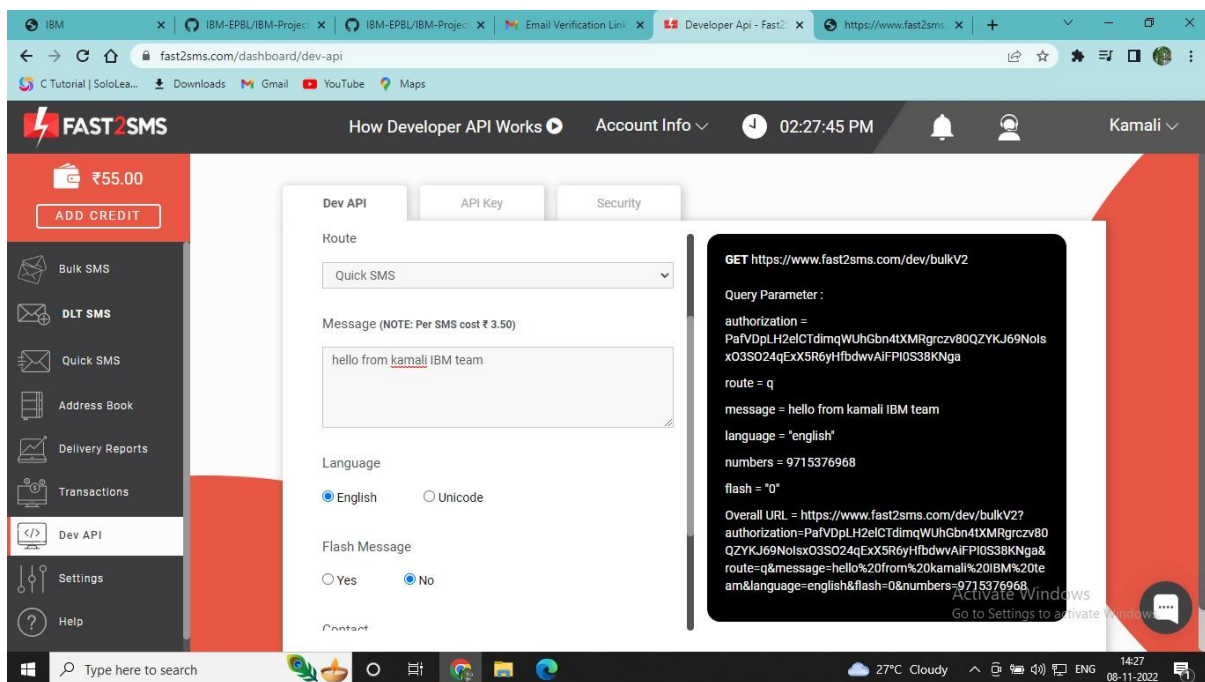 IBM
IBM-EPBL/IBM-Projec
IBM-EPBL/IBM-Projec
Email Verification Link
Developer Api - Fast2
https://www.fast2sms
fast2sms.com/dashboard/dev-api
C Tutorial | SoloLea...
Downloads
Gmail
YouTube
Maps
FAST2SMS
How Developer API Works
Account Info
02:27:45 PM
Kamali
₹55.00
ADD CREDIT
Bulk SMS
DLT SMS
Quick SMS
Address Book
Delivery Reports
Transactions
Dev API
Settings
Help
Dev API
API Key
Security
Route
Quick SMS
Message (NOTE: Per SMS cost ₹ 3.50)
hello from kamali IBM team
Language
English
Unicode
Flash Message
Yes
No
Contact
GET https://www.fast2sms.com/dev/bulkV2
Query Parameter :
authorization =
PafVDpLH2elCTdimqWUhGbn4tXMRgrczv80QZYKJ69NoIs
xO3SO24qExX5R6yHfbdwvAiFPI0S38KNga
route = q
message = hello from kamali IBM team
language = "english"
numbers = 9715376968
flash = "0"
Overall URL = https://www.fast2sms.com/dev/bulkV2?
authorization=PafVDpLH2elCTdimqWUhGbn4tXMRgrczv80
QZYKJ69NoIsxO3SO24qExX5R6yHfbdwvAiFPI0S38KNga&
route=q&message=hello%20from%20kamali%20IBM%20te
am&language=english&flash=0&numbers=9715376968
Activate Windows
Go to Settings to activate Windows.
Type here to search
27°C Cloudy
ENG
14:27
08-11-2022
1